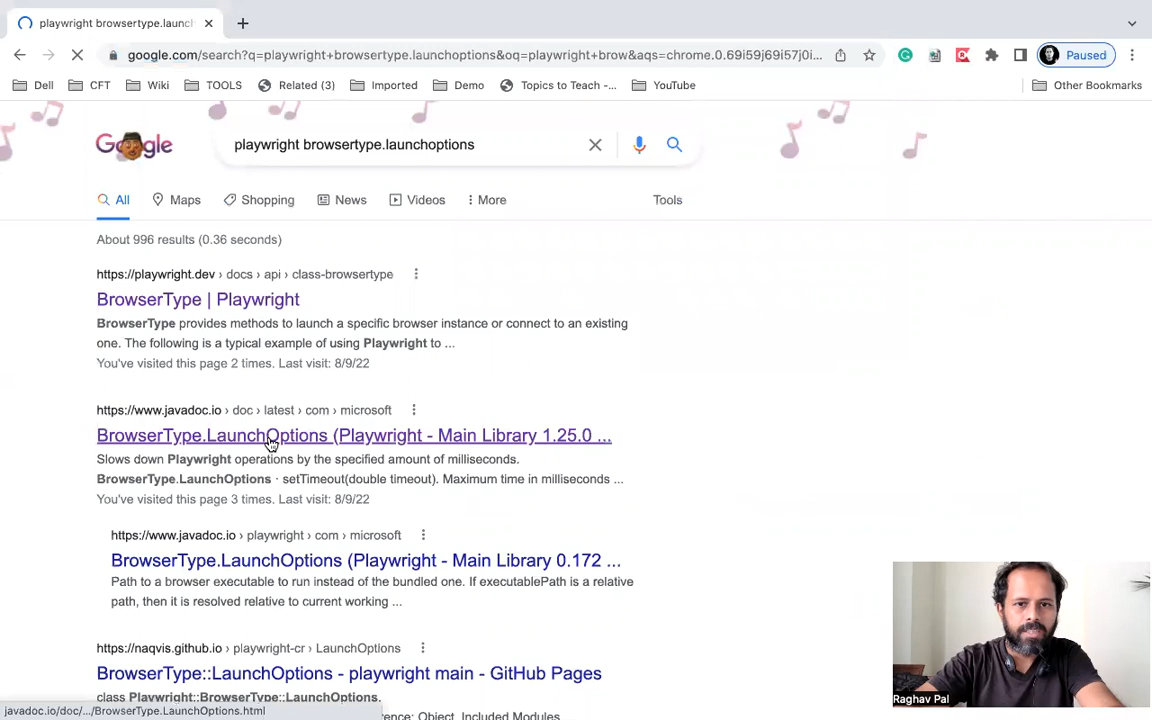 playwright browsertype.launch
google.com/search?q=playwright+browsertype.launchoptions&oq=playwright+brow&aqs=chrome.0.69i59j69i57j0i...
Paused
Dell
CFT
Wiki
TOOLS
Related (3)
Imported
Demo
Topics to Teach -...
YouTube
Other Bookmarks
Google
playwright browsertype.launchoptions
All
Maps
Shopping
News
Videos
More
Tools
About 996 results (0.36 seconds)
https://playwright.dev › docs › api › class-browsertype
BrowserType | Playwright
BrowserType provides methods to launch a specific browser instance or connect to an existing
one. The following is a typical example of using Playwright to ...
You've visited this page 2 times. Last visit: 8/9/22
https://www.javadoc.io › doc › latest › com › microsoft
BrowserType.LaunchOptions (Playwright - Main Library 1.25.0 ...
Slows down Playwright operations by the specified amount of milliseconds.
BrowserType.LaunchOptions · setTimeout(double timeout). Maximum time in milliseconds ...
You've visited this page 3 times. Last visit: 8/9/22
https://www.javadoc.io › playwright › com › microsoft
BrowserType.LaunchOptions (Playwright - Main Library 0.172 ...
Path to a browser executable to run instead of the bundled one. If executablePath is a relative
path, then it is resolved relative to current working ...
https://naqvis.github.io › playwright-cr › LaunchOptions
BrowserType::LaunchOptions - playwright main - GitHub Pages
class Playwright::BrowserType::LaunchOptions.
Object. Included Modules
javadoc.io/doc/.../BrowserType.LaunchOptions.html
Raghav Pal